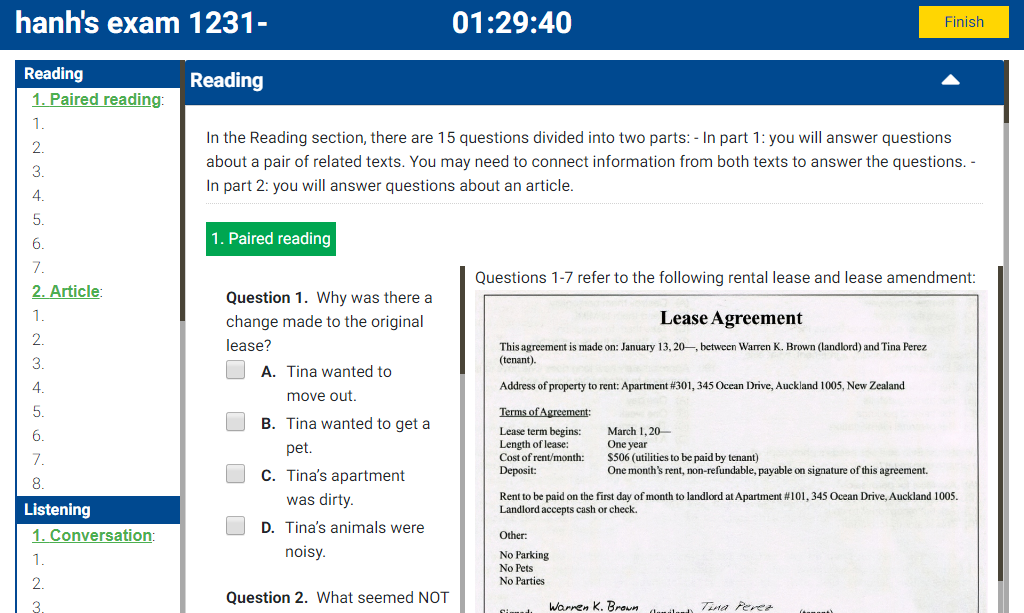 hanh's exam 1231-
01:29:40
Finish
Reading
1. Paired reading:
1.
2.
3.
4.
5.
6.
7.
2. Article:
1.
2.
3.
4.
5.
6.
7.
8.
Listening
1. Conversation:
1.
2.
3.
Reading
In the Reading section, there are 15 questions divided into two parts: - In part 1: you will answer questions
about a pair of related texts. You may need to connect information from both texts to answer the questions. -
In part 2: you will answer questions about an article.
1. Paired reading
Question 1. Why was there a
change made to the original
lease?
A. Tina wanted to
move out.
B. Tina wanted to get a
pet.
C. Tina’s apartment
was dirty.
D. Tina’s animals were
noisy.
Question 2. What seemed NOT
Questions 1-7 refer to the following rental lease and lease amendment:
Lease Agreement
This agreement is made on: January 13, 20—, between Warren K. Brown (landlord) and Tina Perez
(tenant).
Address of property to rent: Apartment #301, 345 Ocean Drive, Auckland 1005, New Zealand
Terms of Agreement:
Lease term begins: March 1, 20—
Length of lease: One year
Cost of rent/month: $506 (utilities to be paid by tenant)
Deposit: One month's rent, non-refundable, payable on signature of this agreement.
Rent to be paid on the first day of month to landlord at Apartment #101, 345 Ocean Drive, Auckland 1005.
Landlord accepts cash or check.
Other:
No Parking
No Pets
No Parties
Signed: Warren K. Brown (landlord) Tina Perez (tenant)